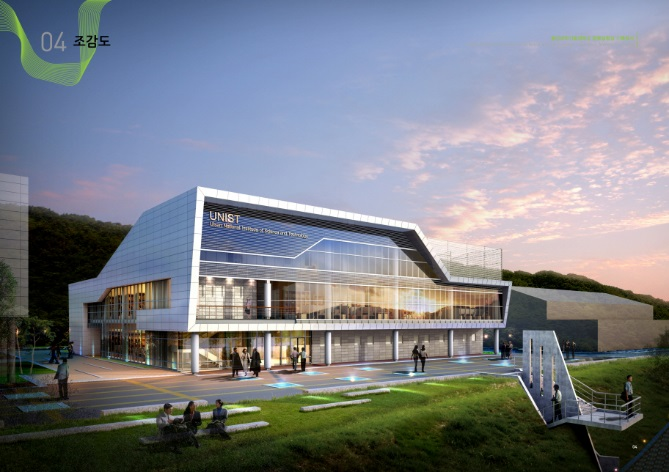 04 조감도
UNIST
Ulsan National Institute of Science and Technology